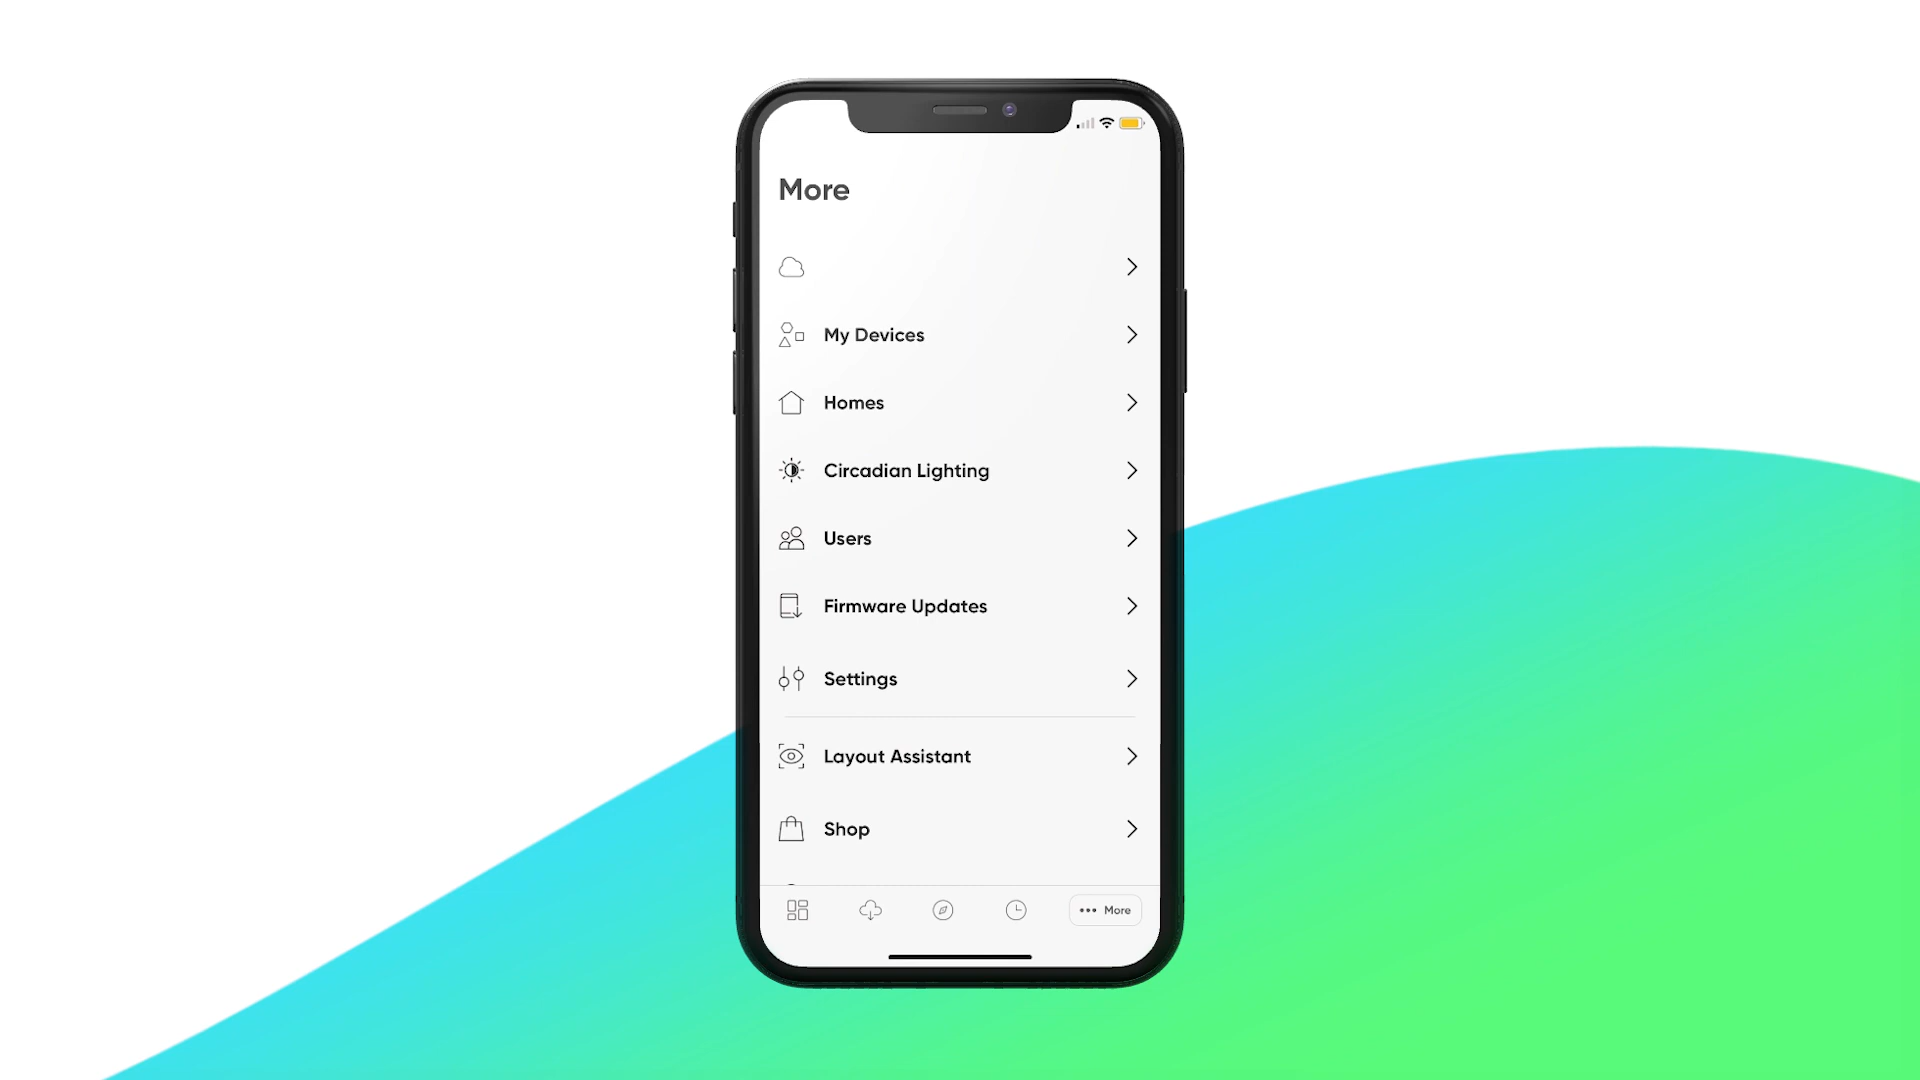 More
My Devices
Homes
Circadian Lighting
Users
Firmware Updates
Settings
Layout Assistant
Shop
More